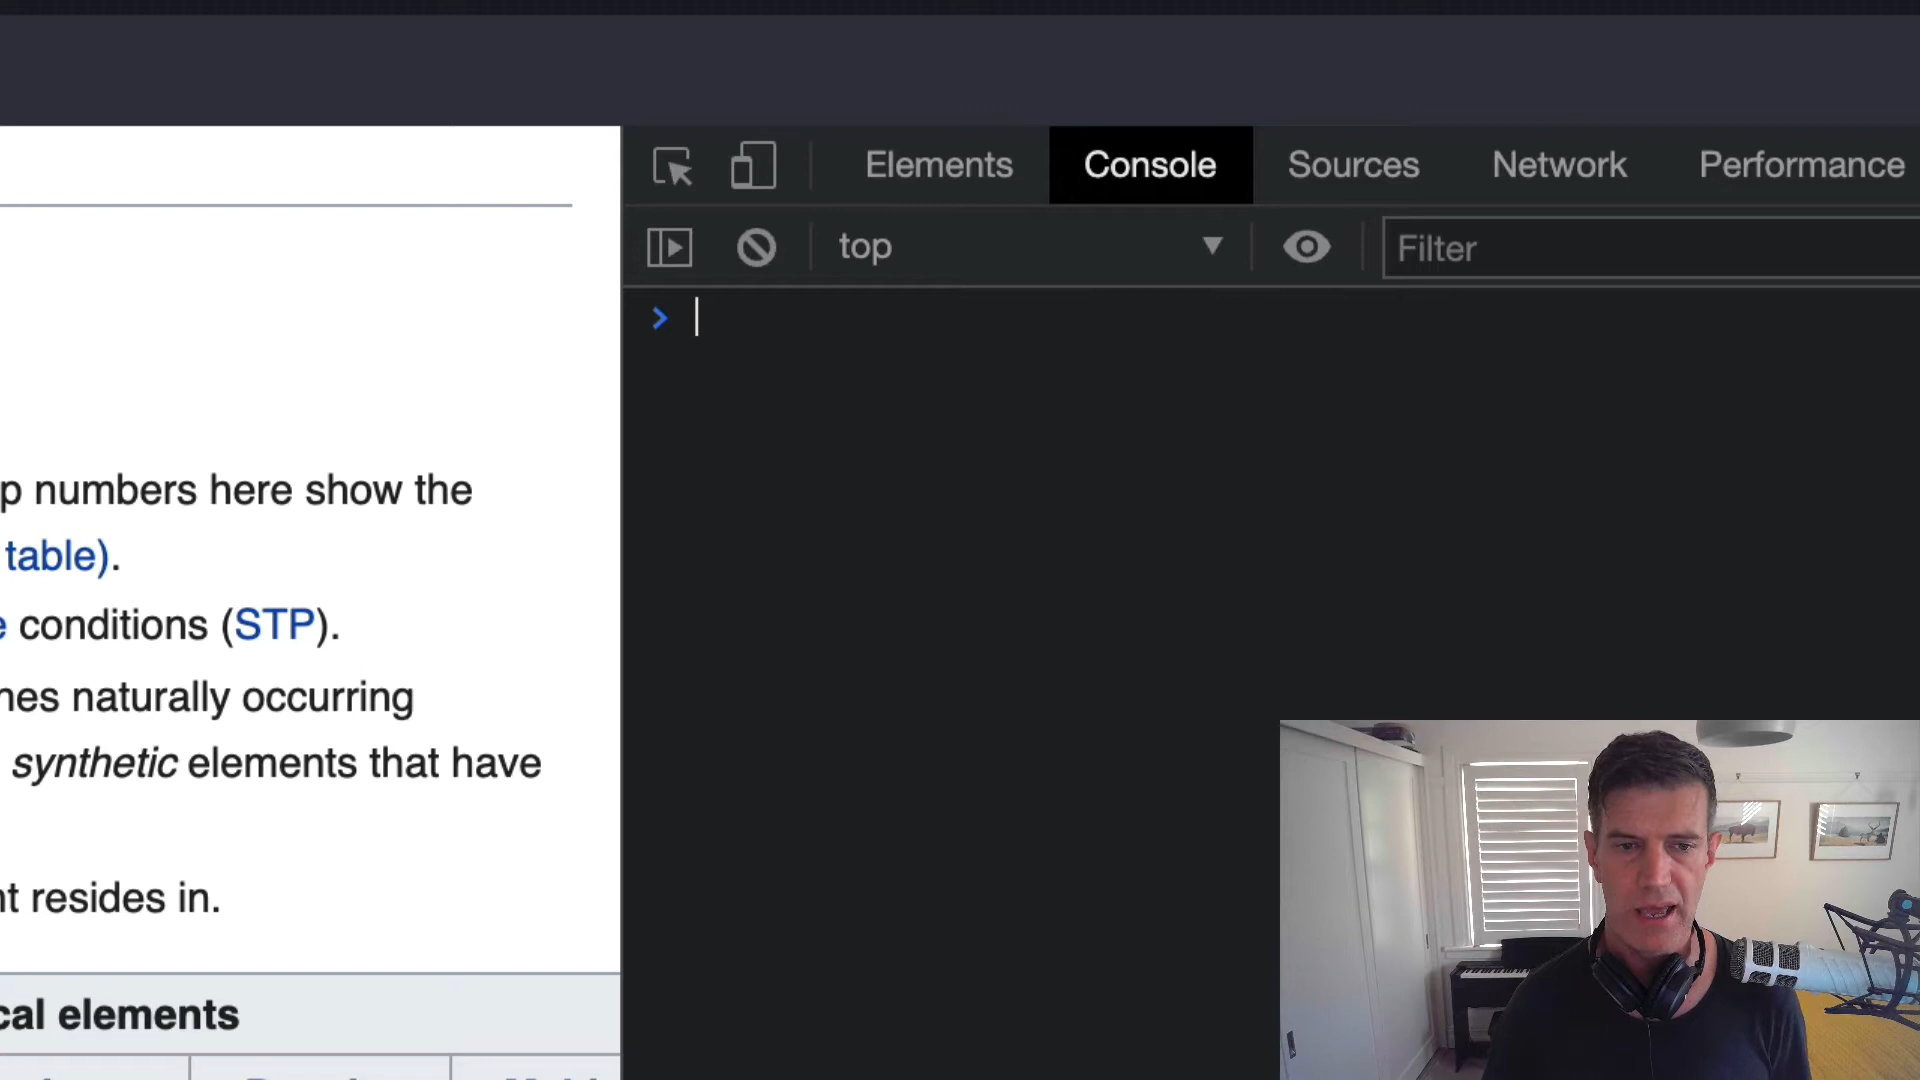 Elements Console Sources Network Performance
top Filter
p numbers here show the
table).
e conditions (STP).
nes naturally occurring
synthetic elements that have
nt resides in.
cal elements